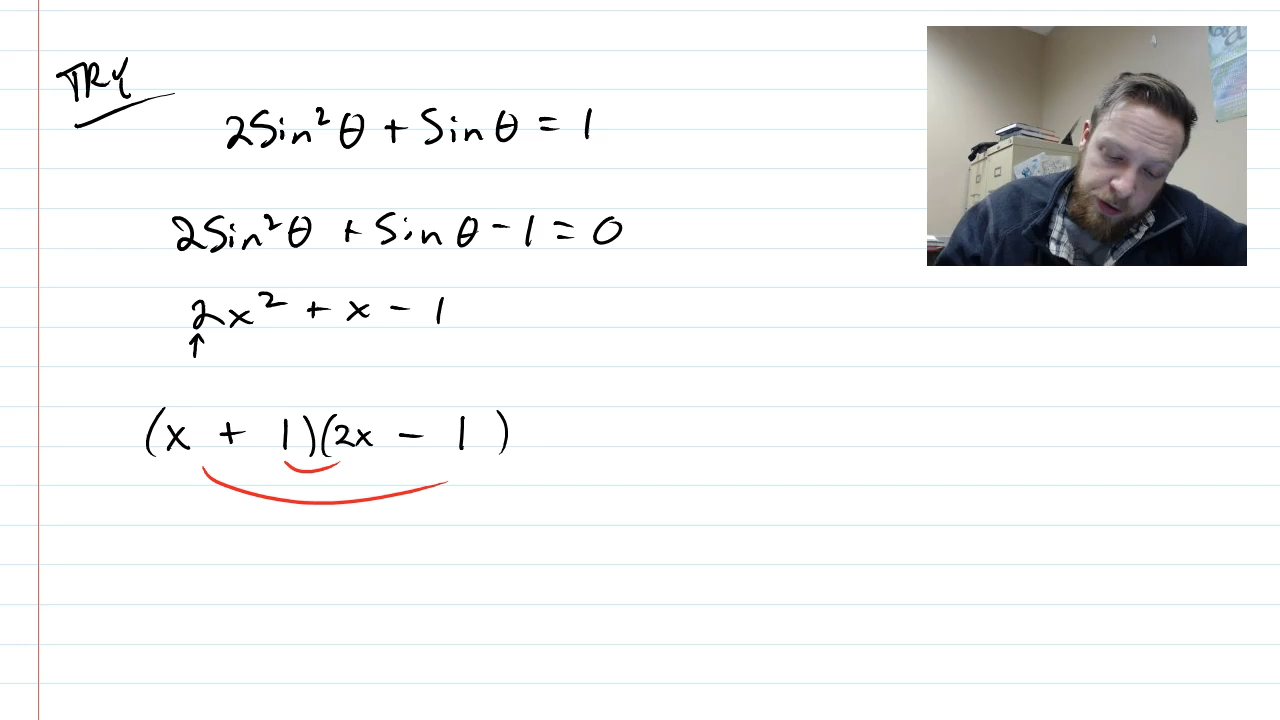 TRY
2Sin²θ + Sinθ = 1
2Sin²θ + Sinθ - 1 = 0
2x² + x - 1
(x + 1)(2x - 1)